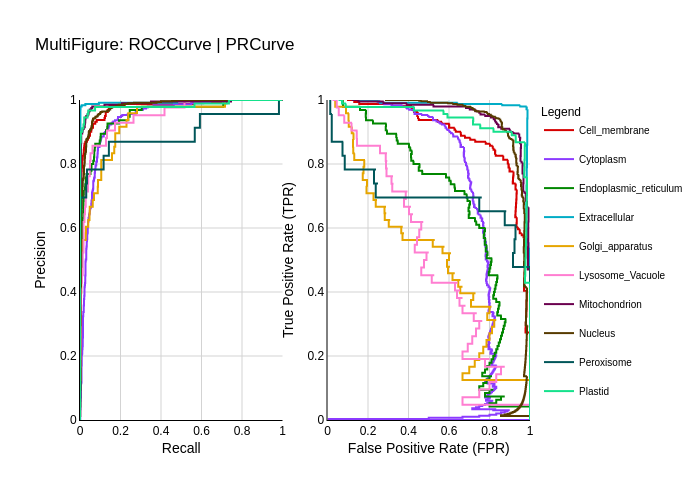 MultiFigure: ROCCurve | PRCurve
Precision
1
0.8
0.6
0.4
0.2
0
0 0.2 0.4 0.6 0.8 1
Recall
True Positive Rate (TPR)
1
0.8
0.6
0.4
0.2
0
0 0.2 0.4 0.6 0.8 1
False Positive Rate (FPR)
Legend
Cell_membrane
Cytoplasm
Endoplasmic_reticulum
Extracellular
Golgi_apparatus
Lysosome_Vacuole
Mitochondrion
Nucleus
Peroxisome
Plastid